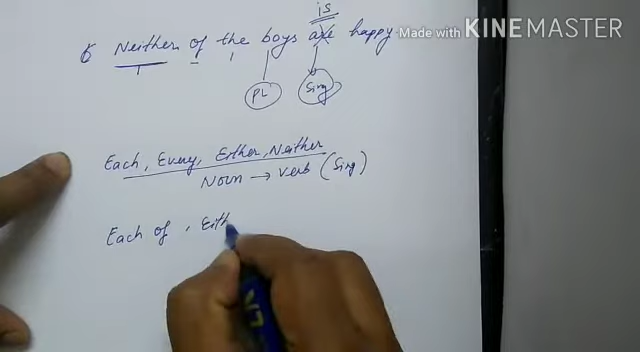 is
Neither of the boys are happy
Made with KINEMASTER
PL
Sing
Each, Every, Either, Neither
Noun → Verb (Sing)
Each of, Eith